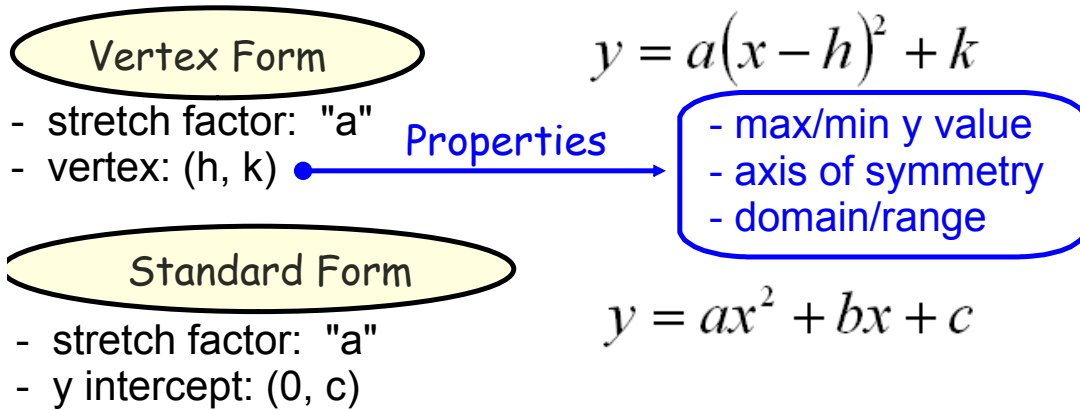 Vertex Form
y = a(x − h)² + k
- stretch factor: "a"
- vertex: (h, k)
Properties
- max/min y value
- axis of symmetry
- domain/range
Standard Form
y = ax² + bx + c
- stretch factor: "a"
- y intercept: (0, c)